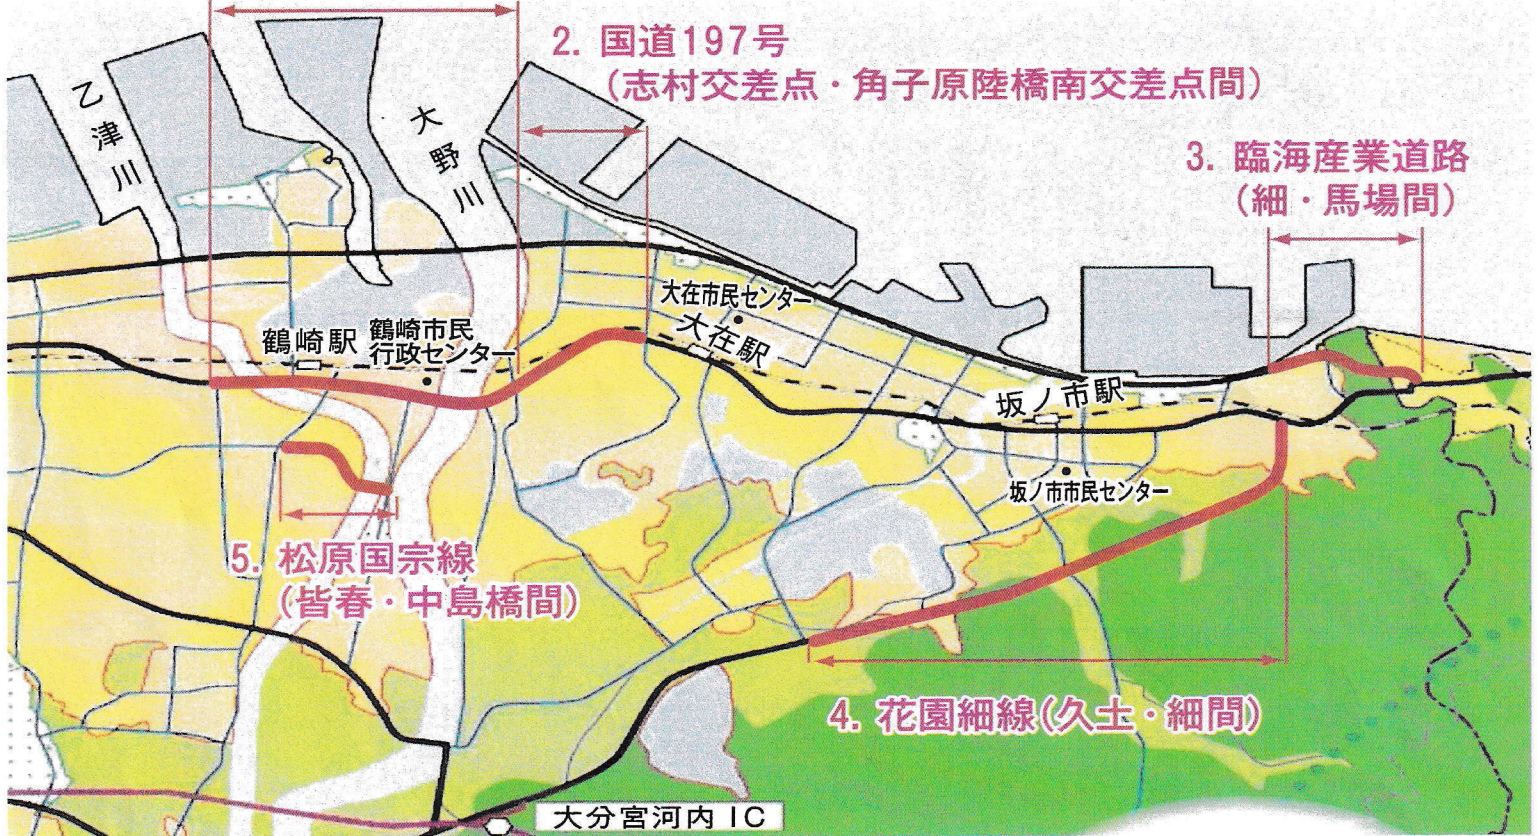 2. 国道197号
(志村交差点・角子原陸橋南交差点間)
乙津川
大野川
3. 臨海産業道路
(細・馬場間)
大在市民センター
大在駅
鶴崎駅
鶴崎市民
行政センター
坂ノ市駅
坂ノ市市民センター
5. 松原国宗線
(皆春・中島橋間)
4. 花園細線(久土・細間)
大分宮河内 IC